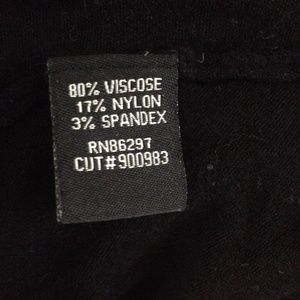 80% VISCOSE
17% NYLON
3% SPANDEX
RN86297
CUT#900983